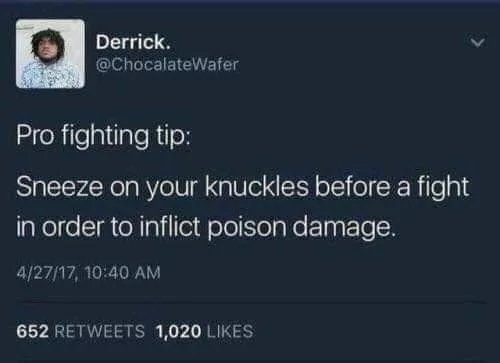 Derrick.
@ChocalateWafer
Pro fighting tip:
Sneeze on your knuckles before a fight
in order to inflict poison damage.
4/27/17, 10:40 AM
652 RETWEETS 1,020 LIKES